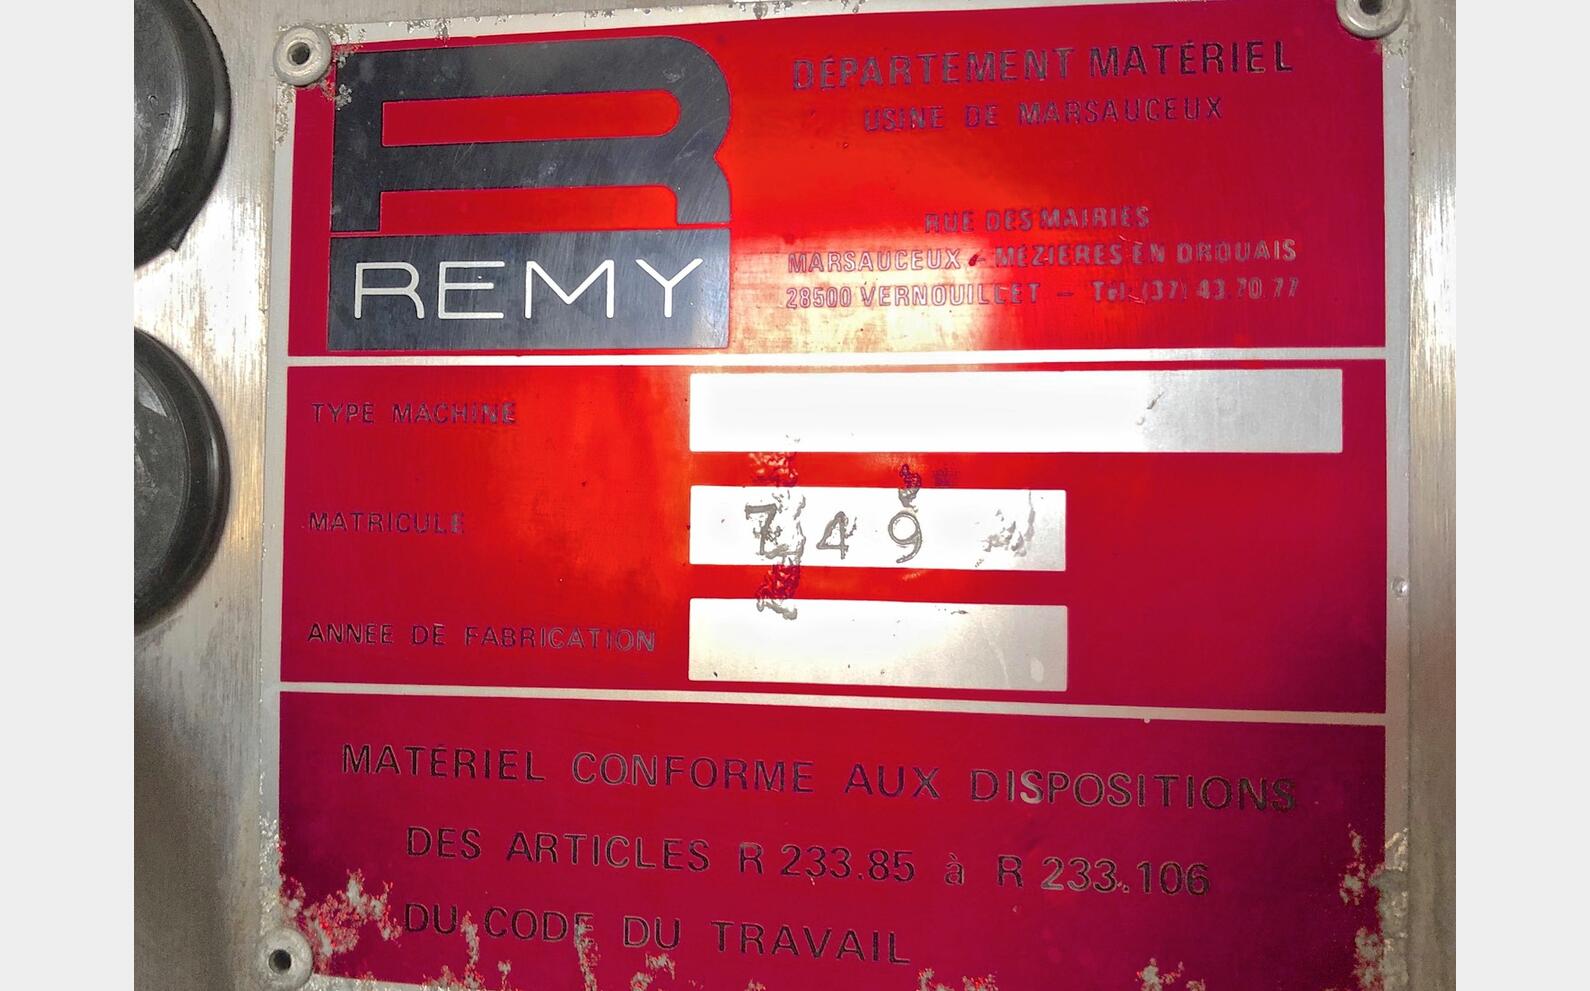 REMY
DÉPARTEMENT MATÉRIEL
USINE DE MARSAUCEUX
RUE DES MAIRIES
MARSAUCEUX - MÉZIÈRES EN DROUAIS
28500 VERNOUILLET - Tél. (37) 43.70.77
TYPE MACHINE
MATRICULE 749
ANNÉE DE FABRICATION
MATÉRIEL CONFORME AUX DISPOSITIONS
DES ARTICLES R 233.85 à R 233.106
DU CODE DU TRAVAIL